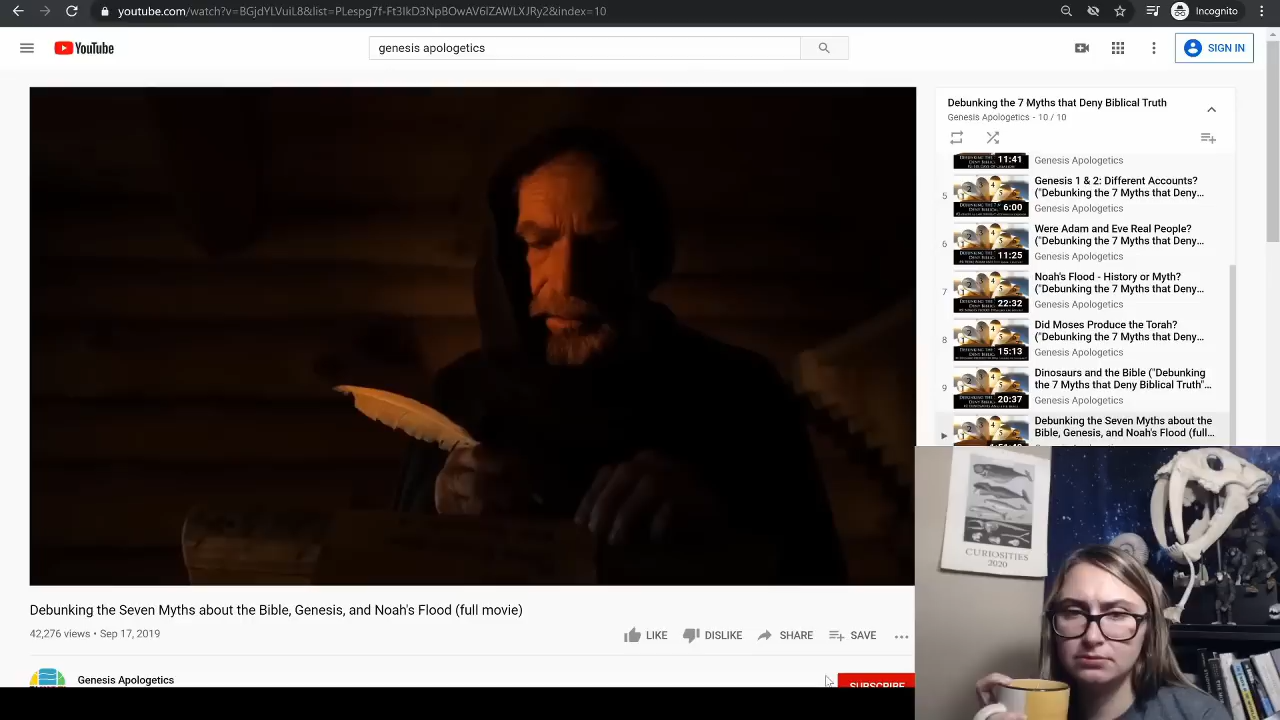 youtube.com/watch?v=BGjdYLVuiL8&list=PLespg7f-Ft3IkD3NpBOwAV6lZAWLXJRy2&index=10
Incognito
YouTube
genesis apologetics
SIGN IN
Debunking the 7 Myths that Deny Biblical Truth
Genesis Apologetics - 10 / 10
11:41
Genesis Apologetics
5
6:00
Genesis 1 & 2: Different Accounts?
("Debunking the 7 Myths that Deny...
Genesis Apologetics
6
11:25
Were Adam and Eve Real People?
("Debunking the 7 Myths that Deny...
Genesis Apologetics
7
22:32
Noah's Flood - History or Myth?
("Debunking the 7 Myths that Deny...
Genesis Apologetics
8
15:13
Did Moses Produce the Torah?
("Debunking the 7 Myths that Deny...
Genesis Apologetics
9
20:37
Dinosaurs and the Bible ("Debunking
the 7 Myths that Deny Biblical Truth"...
Genesis Apologetics
Debunking the Seven Myths about the
Bible, Genesis, and Noah's Flood (full...
CURIOSITIES
2020
Debunking the Seven Myths about the Bible, Genesis, and Noah's Flood (full movie)
42,276 views • Sep 17, 2019
LIKE
DISLIKE
SHARE
SAVE
Genesis Apologetics
SUBSCRIBE